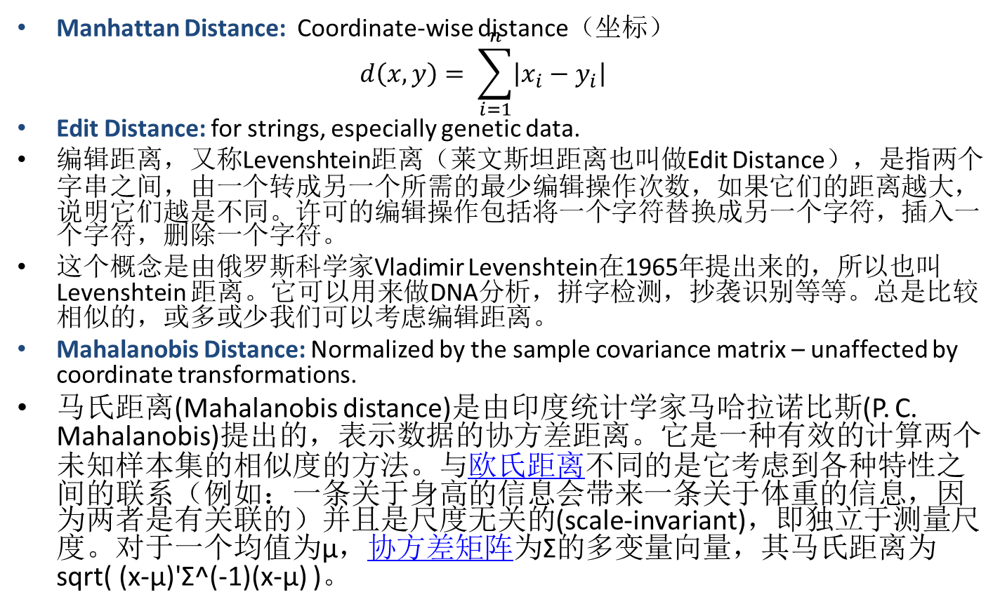 • Manhattan Distance: Coordinate-wise distance（坐标）
d(x, y) = ∑_{i=1}^{n} |x_i − y_i|
• Edit Distance: for strings, especially genetic data.
• 编辑距离，又称Levenshtein距离（莱文斯坦距离也叫做Edit Distance），是指两个
字串之间，由一个转成另一个所需的最少编辑操作次数，如果它们的距离越大，
说明它们越是不同。许可的编辑操作包括将一个字符替换成另一个字符，插入一
个字符，删除一个字符。
• 这个概念是由俄罗斯科学家Vladimir Levenshtein在1965年提出来的，所以也叫
Levenshtein 距离。它可以用来做DNA分析，拼字检测，抄袭识别等等。总是比较
相似的，或多或少我们可以考虑编辑距离。
• Mahalanobis Distance: Normalized by the sample covariance matrix – unaffected by
coordinate transformations.
• 马氏距离(Mahalanobis distance)是由印度统计学家马哈拉诺比斯(P. C.
Mahalanobis)提出的，表示数据的协方差距离。它是一种有效的计算两个
未知样本集的相似度的方法。与欧氏距离不同的是它考虑到各种特性之
间的联系（例如：一条关于身高的信息会带来一条关于体重的信息，因
为两者是有关联的）并且是尺度无关的(scale-invariant)，即独立于测量尺
度。对于一个均值为μ，协方差矩阵为Σ的多变量向量，其马氏距离为
sqrt( (x-μ)'Σ^(-1)(x-μ) )。